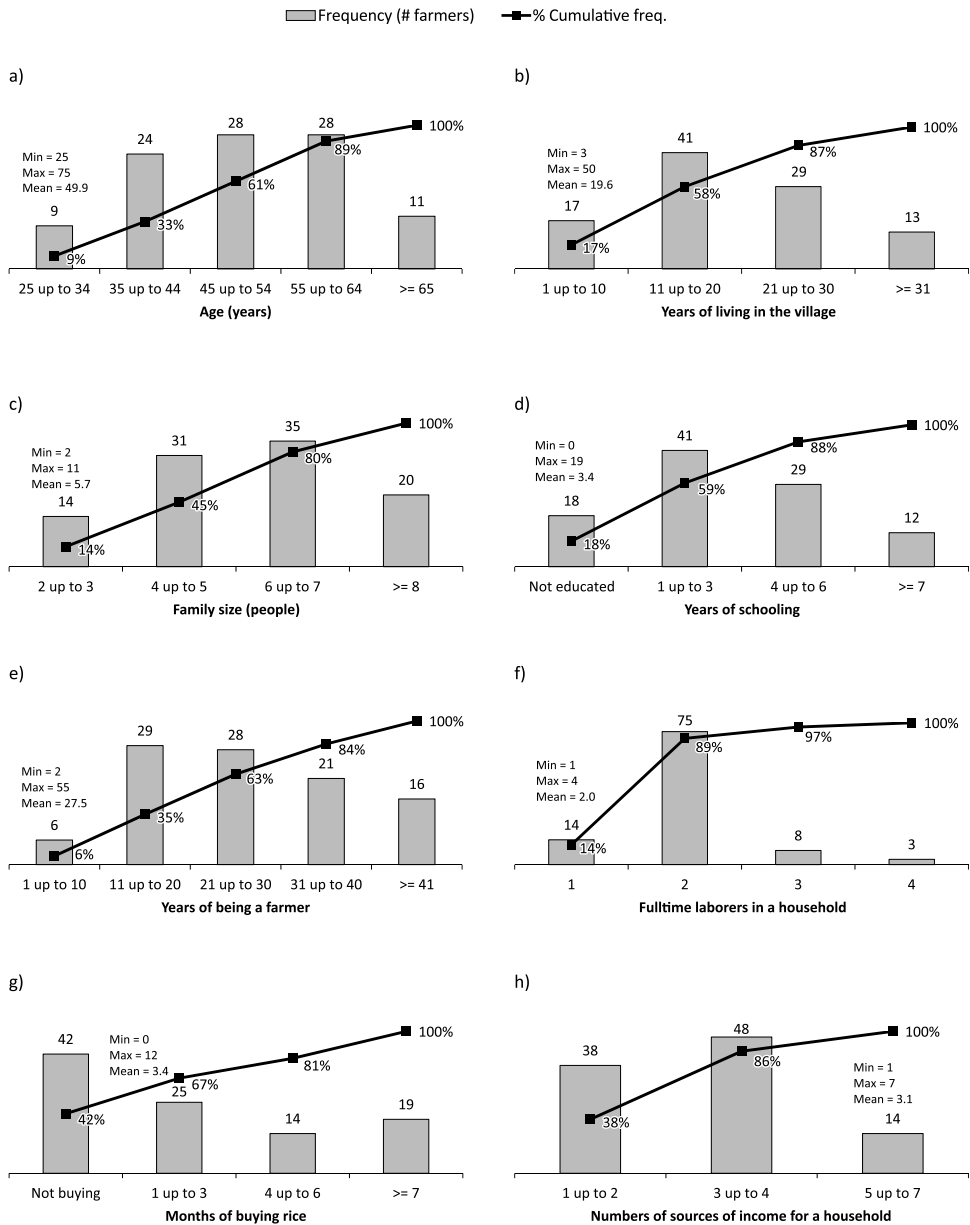 Frequency (# farmers) % Cumulative freq.
a)
Min = 25
Max = 75
Mean = 49.9
9 24 28 28 11
9% 33% 61% 89% 100%
25 up to 34 35 up to 44 45 up to 54 55 up to 64 >= 65
Age (years)
b)
Min = 3
Max = 50
Mean = 19.6
17 41 29 13
17% 58% 87% 100%
1 up to 10 11 up to 20 21 up to 30 >= 31
Years of living in the village
c)
Min = 2
Max = 11
Mean = 5.7
14 31 35 20
14% 45% 80% 100%
2 up to 3 4 up to 5 6 up to 7 >= 8
Family size (people)
d)
Min = 0
Max = 19
Mean = 3.4
18 41 29 12
18% 59% 88% 100%
Not educated 1 up to 3 4 up to 6 >= 7
Years of schooling
e)
Min = 2
Max = 55
Mean = 27.5
6 29 28 21 16
6% 35% 63% 84% 100%
1 up to 10 11 up to 20 21 up to 30 31 up to 40 >= 41
Years of being a farmer
f)
Min = 1
Max = 4
Mean = 2.0
14 75 8 3
14% 89% 97% 100%
1 2 3 4
Fulltime laborers in a household
g)
Min = 0
Max = 12
Mean = 3.4
42 25 14 19
42% 67% 81% 100%
Not buying 1 up to 3 4 up to 6 >= 7
Months of buying rice
h)
Min = 1
Max = 7
Mean = 3.1
38 48 14
38% 86% 100%
1 up to 2 3 up to 4 5 up to 7
Numbers of sources of income for a household